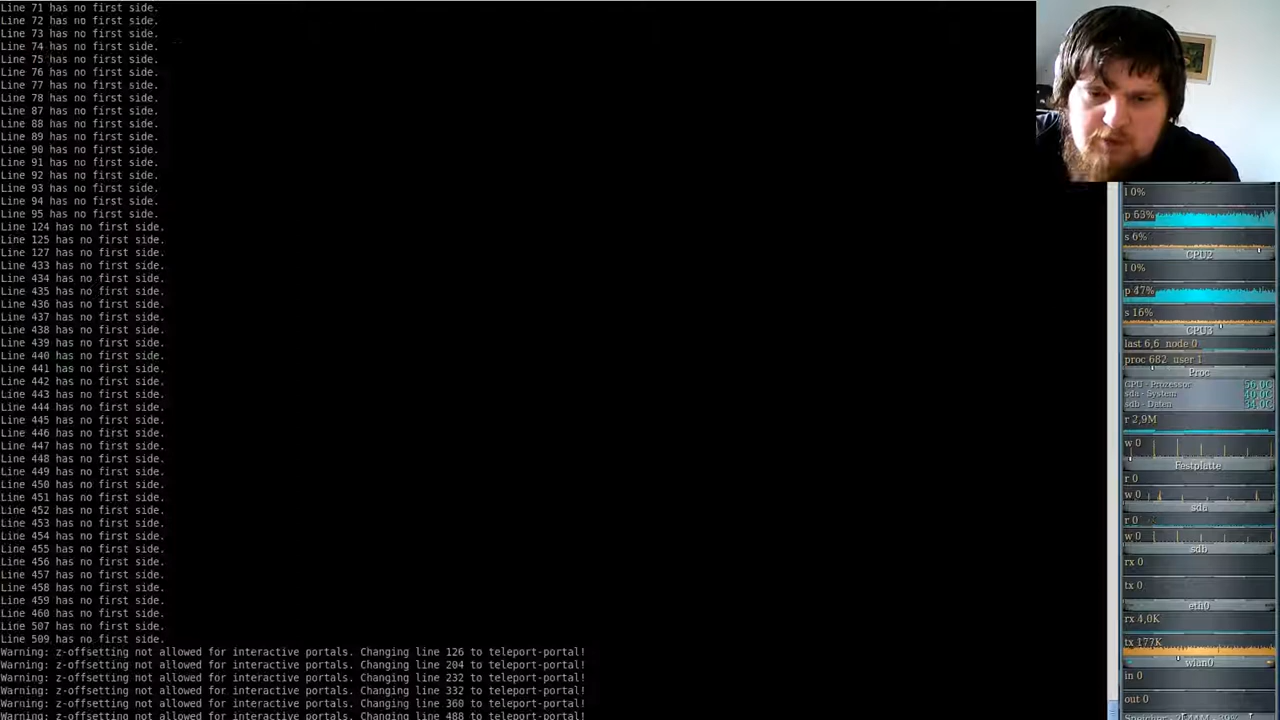 Line 71 has no first side.
Line 72 has no first side.
Line 73 has no first side.
Line 74 has no first side.
Line 75 has no first side.
Line 76 has no first side.
Line 77 has no first side.
Line 78 has no first side.
Line 87 has no first side.
Line 88 has no first side.
Line 89 has no first side.
Line 90 has no first side.
Line 91 has no first side.
Line 92 has no first side.
Line 93 has no first side.
Line 94 has no first side.
Line 95 has no first side.
Line 124 has no first side.
Line 125 has no first side.
Line 127 has no first side.
Line 433 has no first side.
Line 434 has no first side.
Line 435 has no first side.
Line 436 has no first side.
Line 437 has no first side.
Line 438 has no first side.
Line 439 has no first side.
Line 440 has no first side.
Line 441 has no first side.
Line 442 has no first side.
Line 443 has no first side.
Line 444 has no first side.
Line 445 has no first side.
Line 446 has no first side.
Line 447 has no first side.
Line 448 has no first side.
Line 449 has no first side.
Line 450 has no first side.
Line 451 has no first side.
Line 452 has no first side.
Line 453 has no first side.
Line 454 has no first side.
Line 455 has no first side.
Line 456 has no first side.
Line 457 has no first side.
Line 458 has no first side.
Line 459 has no first side.
Line 460 has no first side.
Line 507 has no first side.
Line 509 has no first side.
Warning: z-offsetting not allowed for interactive portals. Changing line 126 to teleport-portal!
Warning: z-offsetting not allowed for interactive portals. Changing line 204 to teleport-portal!
Warning: z-offsetting not allowed for interactive portals. Changing line 232 to teleport-portal!
Warning: z-offsetting not allowed for interactive portals. Changing line 332 to teleport-portal!
Warning: z-offsetting not allowed for interactive portals. Changing line 360 to teleport-portal!
Warning: z-offsetting not allowed for interactive portals. Changing line 488 to teleport-portal!
l 0%
p 63%
s 6%
CPU2
l 0%
p 47%
s 16%
CPU3
last 6,6 node 0
proc 682 user 1
Proc
CPU - Prozessor 56.0C
sda - System 40.0C
sdb - Daten 34.0C
r 2,9M
w 0
Festplatte
r 0
w 0
sda
r 0
w 0
sdb
rx 0
tx 0
eth0
rx 4,0K
tx 177K
wlan0
in 0
out 0